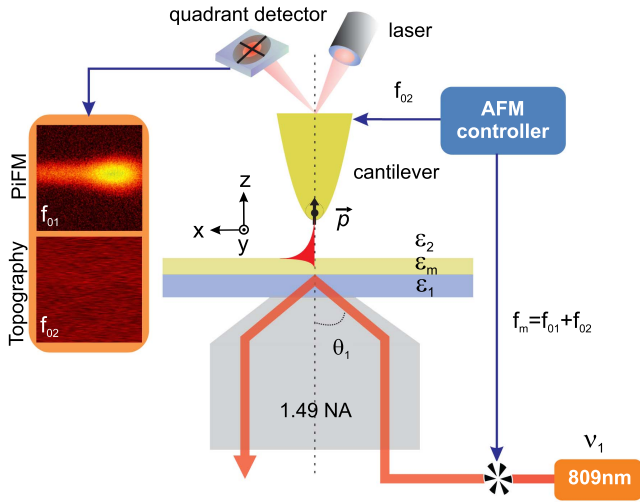 quadrant detector
laser
f02
AFM
controller
PiFM
f01
cantilever
z
p
x
y
ε2
εm
ε1
Topography
f02
θ1
fm=f01+f02
1.49 NA
ν1
809nm